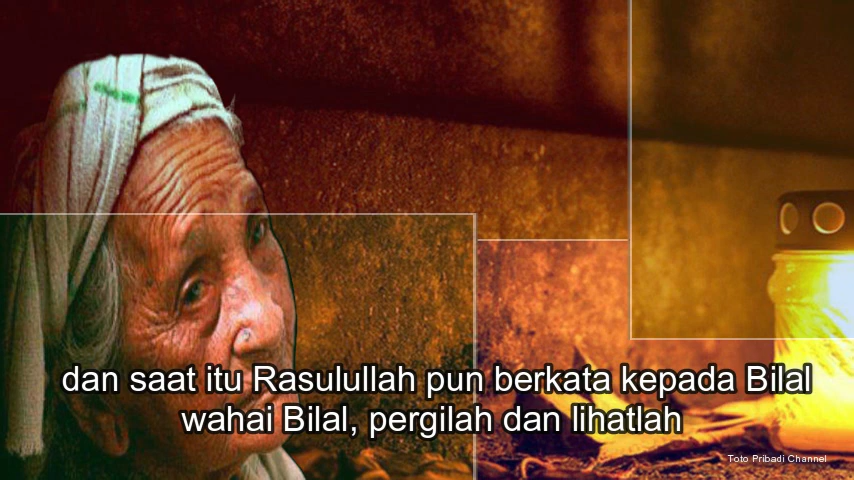 dan saat itu Rasulullah pun berkata kepada Bilal
wahai Bilal, pergilah dan lihatlah
Toto Pribadi Channel